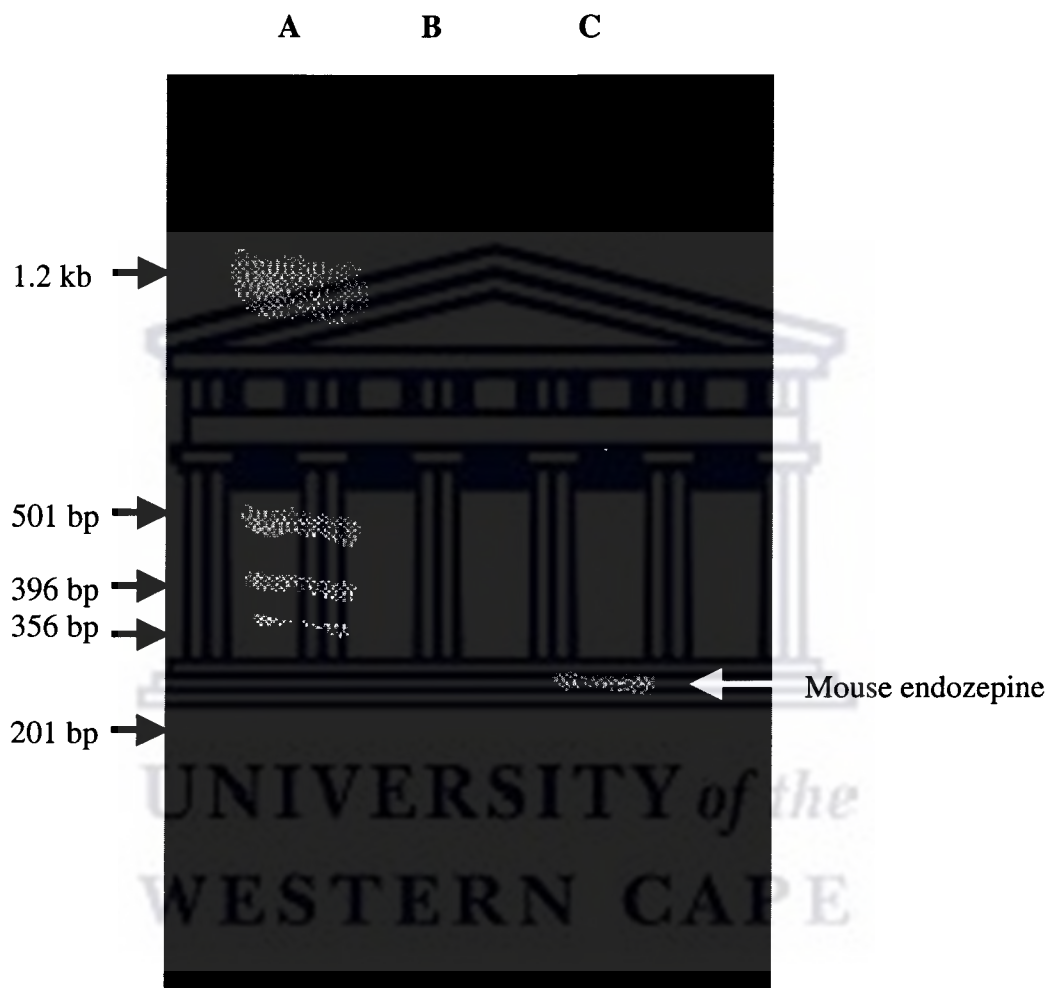 A B C
1.2 kb
501 bp
396 bp
356 bp
Mouse endozepine
201 bp
UNIVERSITY of the
WESTERN CAPE